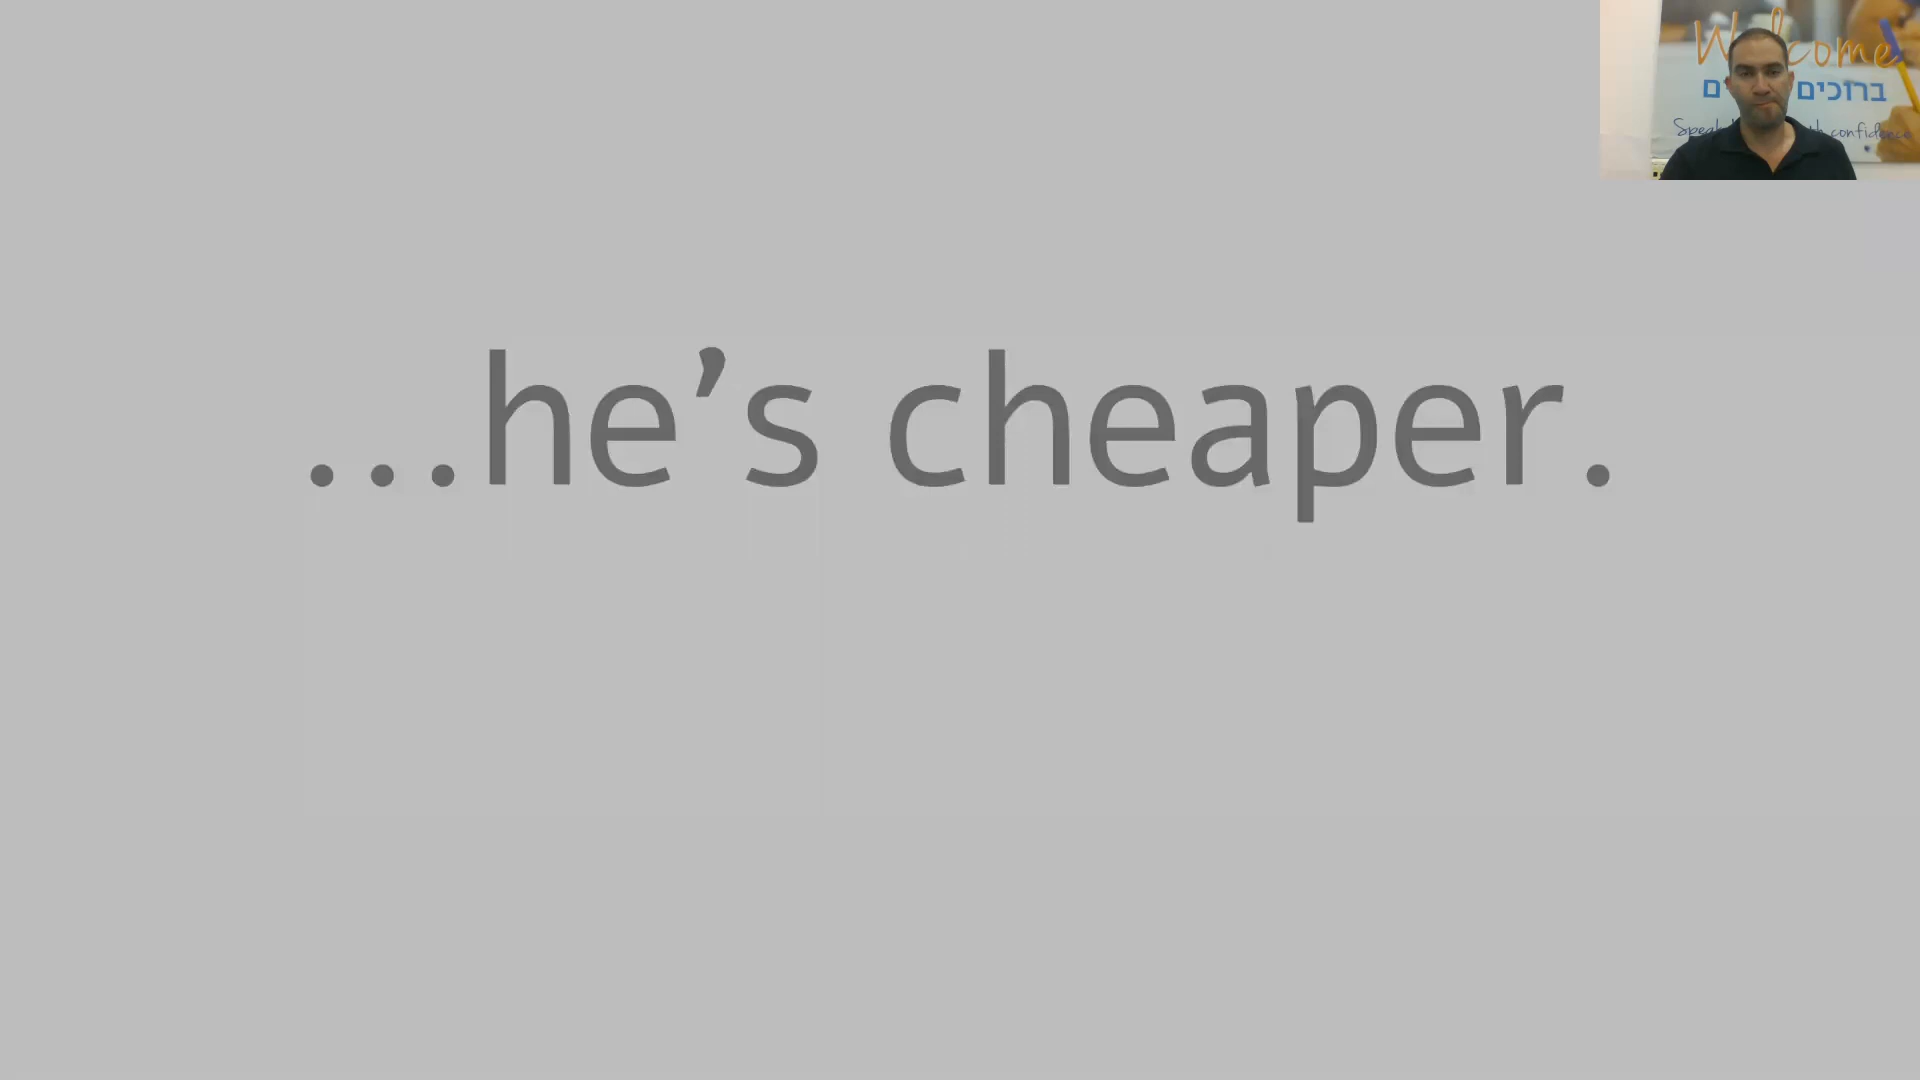 Welcome
ברוכים
confidence
…he’s cheaper.